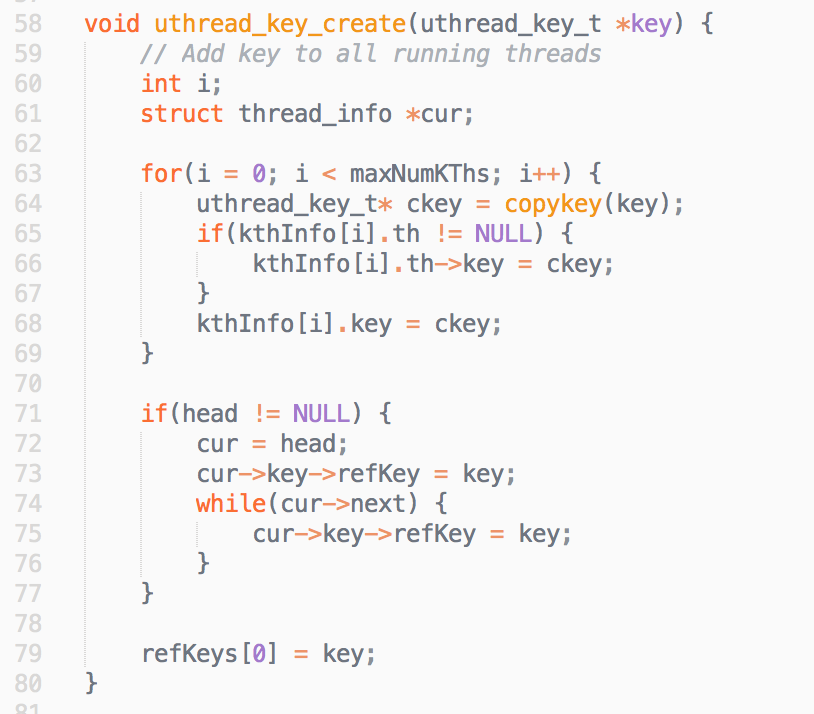 58 void uthread_key_create(uthread_key_t *key) {
59 // Add key to all running threads
60 int i;
61 struct thread_info *cur;
62
63 for(i = 0; i < maxNumKThs; i++) {
64 uthread_key_t* ckey = copykey(key);
65 if(kthInfo[i].th != NULL) {
66 kthInfo[i].th->key = ckey;
67 }
68 kthInfo[i].key = ckey;
69 }
70
71 if(head != NULL) {
72 cur = head;
73 cur->key->refKey = key;
74 while(cur->next) {
75 cur->key->refKey = key;
76 }
77 }
78
79 refKeys[0] = key;
80 }